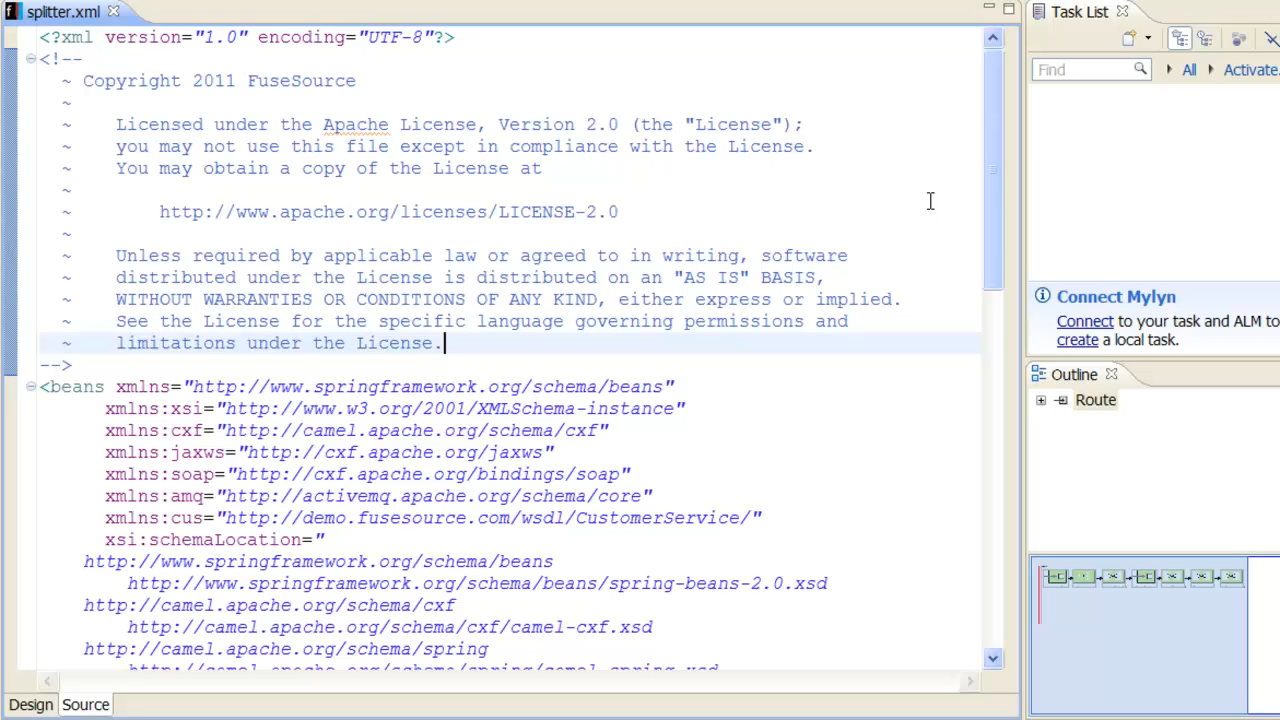 splitter.xml
<?xml version="1.0" encoding="UTF-8"?>
<!--
~ Copyright 2011 FuseSource
~
~ Licensed under the Apache License, Version 2.0 (the "License");
~ you may not use this file except in compliance with the License.
~ You may obtain a copy of the License at
~
~ http://www.apache.org/licenses/LICENSE-2.0
~
~ Unless required by applicable law or agreed to in writing, software
~ distributed under the License is distributed on an "AS IS" BASIS,
~ WITHOUT WARRANTIES OR CONDITIONS OF ANY KIND, either express or implied.
~ See the License for the specific language governing permissions and
~ limitations under the License.
-->
<beans xmlns="http://www.springframework.org/schema/beans"
xmlns:xsi="http://www.w3.org/2001/XMLSchema-instance"
xmlns:cxf="http://camel.apache.org/schema/cxf"
xmlns:jaxws="http://cxf.apache.org/jaxws"
xmlns:soap="http://cxf.apache.org/bindings/soap"
xmlns:amq="http://activemq.apache.org/schema/core"
xmlns:cus="http://demo.fusesource.com/wsdl/CustomerService/"
xsi:schemaLocation="
http://www.springframework.org/schema/beans
http://www.springframework.org/schema/beans/spring-beans-2.0.xsd
http://camel.apache.org/schema/cxf
http://camel.apache.org/schema/cxf/camel-cxf.xsd
http://camel.apache.org/schema/spring
http://camel.apache.org/schema/spring/camel-spring.xsd
Design Source
Task List
Find All Activate.
Connect Mylyn
Connect to your task and ALM to
create a local task.
Outline
Route